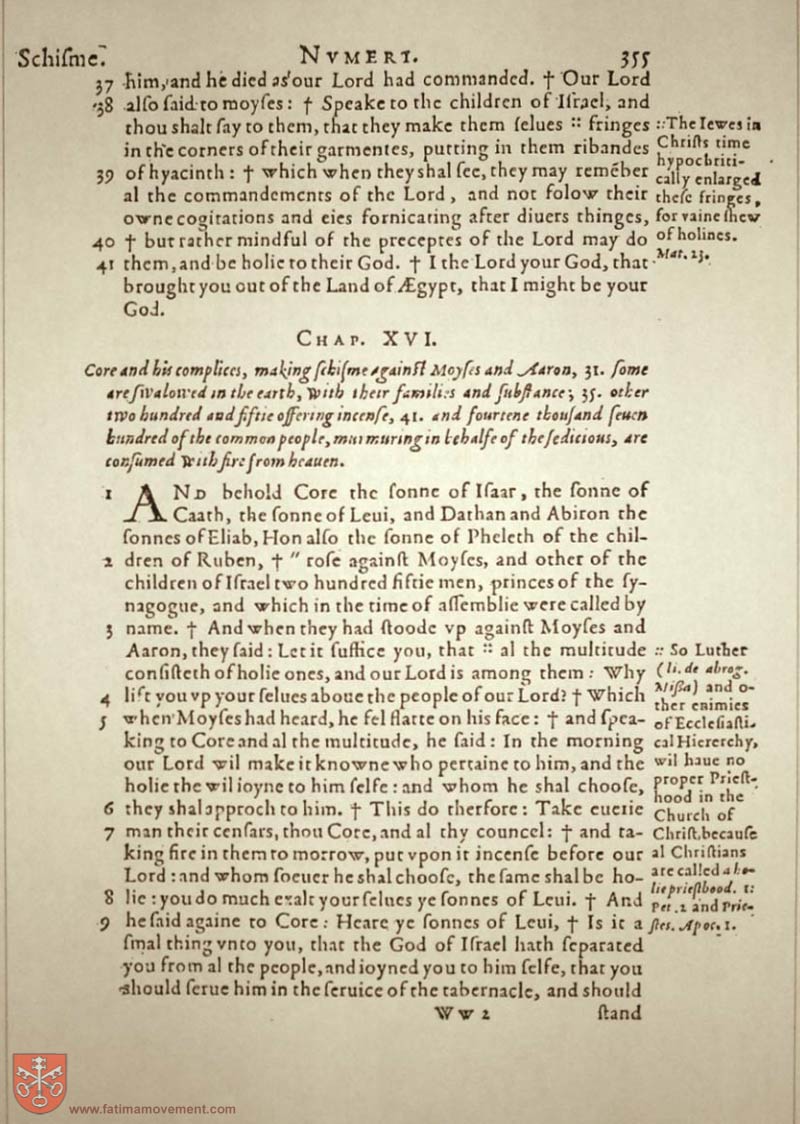 Schiſme.
NVMERI.
355
37 him, and he died as our Lord had commanded. † Our Lord
38 alſo ſaid to moyſes: † Speake to the children of Iſrael, and
thou shalt ſay to them, that they make them ſelues :: fringes
in the corners of their garmentes, putting in them ribandes
39 of hyacinth: † which when they shal ſee, they may remẽber
al the commandements of the Lord, and not folow their
owne cogitations and eies fornicating after diuers thinges,
40 † but rather mindful of the preceptes of the Lord may do
41 them, and be holie to their God. † I the Lord your God, that
brought you out of the Land of Ægypt, that I might be your
God.
:: The Iewes in
Chriſts time
hypochriti-
cally enlarged
theſe fringes,
for vaine ſhew
of holines.
Mat. 23.
CHAP. XVI.
Core and his complices, making ſchiſme againſt Moyſes and Aaron, 31. ſome
are ſwalowed in the earth, with their families and ſubſtance; 35. other
two hundred and fiftie offering incenſe, 41. and fourtene thouſand ſeuen
hundred of the common people, murmuring in behalfe of the ſedicious, are
conſumed with fire from heauen.
1 AND behold Core the ſonne of Iſaar, the ſonne of
Caath, the ſonne of Leui, and Dathan and Abiron the
ſonnes of Eliab, Hon alſo the ſonne of Pheleth of the chil-
2 dren of Ruben, † " roſe againſt Moyſes, and other of the
children of Iſrael two hundred fiftie men, princes of the ſy-
nagogue, and which in the time of aſſemblie were called by
3 name. † And when they had ſtoode vp againſt Moyſes and
Aaron, they ſaid: Let it ſuffice you, that :: al the multitude
conſiſteth of holie ones, and our Lord is among them: Why
4 lift you vp your ſelues aboue the people of our Lord? † Which
5 when Moyſes had heard, he fel flatte on his face: † and ſpea-
king to Core and al the multitude, he ſaid: In the morning
our Lord wil make it knowne who pertaine to him, and the
holie the wil ioyne to him ſelfe: and whom he shal chooſe,
6 they shal approch to him. † This do therfore: Take euerie
7 man their cenſars, thou Core, and al thy councel: † and ta-
king fire in them to morrow, put vpon it incenſe before our
Lord: and whom ſoeuer he shal chooſe, the ſame shal be ho-
8 lie: you do much exalt your ſelues ye ſonnes of Leui. † And
9 he ſaid againe to Core: Heare ye ſonnes of Leui, † Is it a
ſmal thing vnto you, that the God of Iſrael hath ſeparated
you from al the people, and ioyned you to him ſelfe, that you
should ſerue him in the ſeruice of the tabernacle, and should
:: So Luther
(li. de abrog.
Miſſa) and o-
ther enimies
of Eccleſiaſti-
cal Hiererchy,
wil haue no
proper Prieſt-
hood in the
Church of
Chriſt, becauſe
al Chriſtians
are called a ho-
lie prieſthood. 1.
Pet. 2 and Prie-
ſtes. Apoc. 1.
Ww 2
ſtand
www.fatimamovement.com